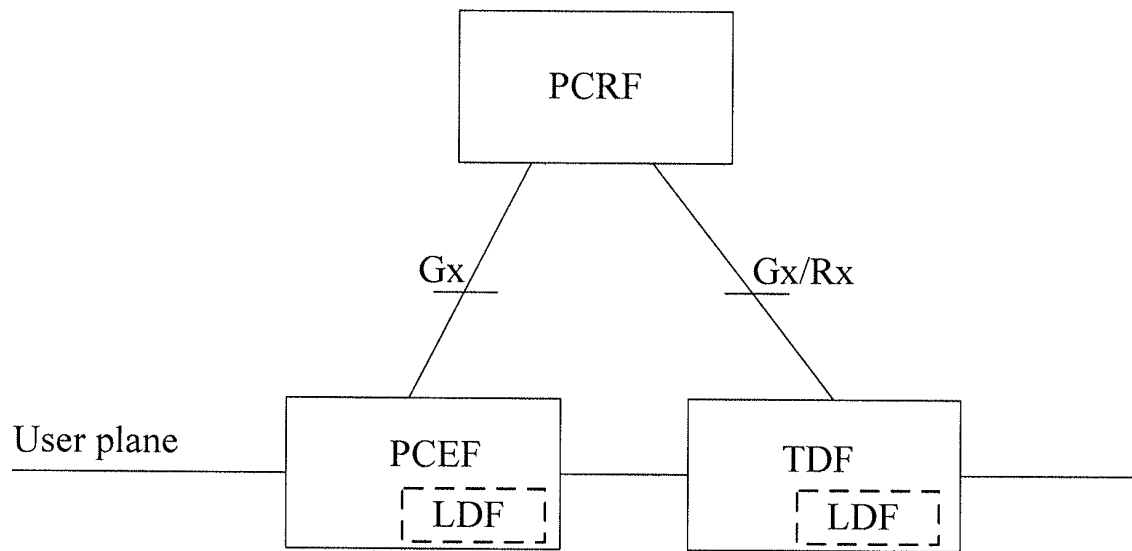 PCRF
Gx
Gx/Rx
User plane
PCEF
TDF
LDF
LDF